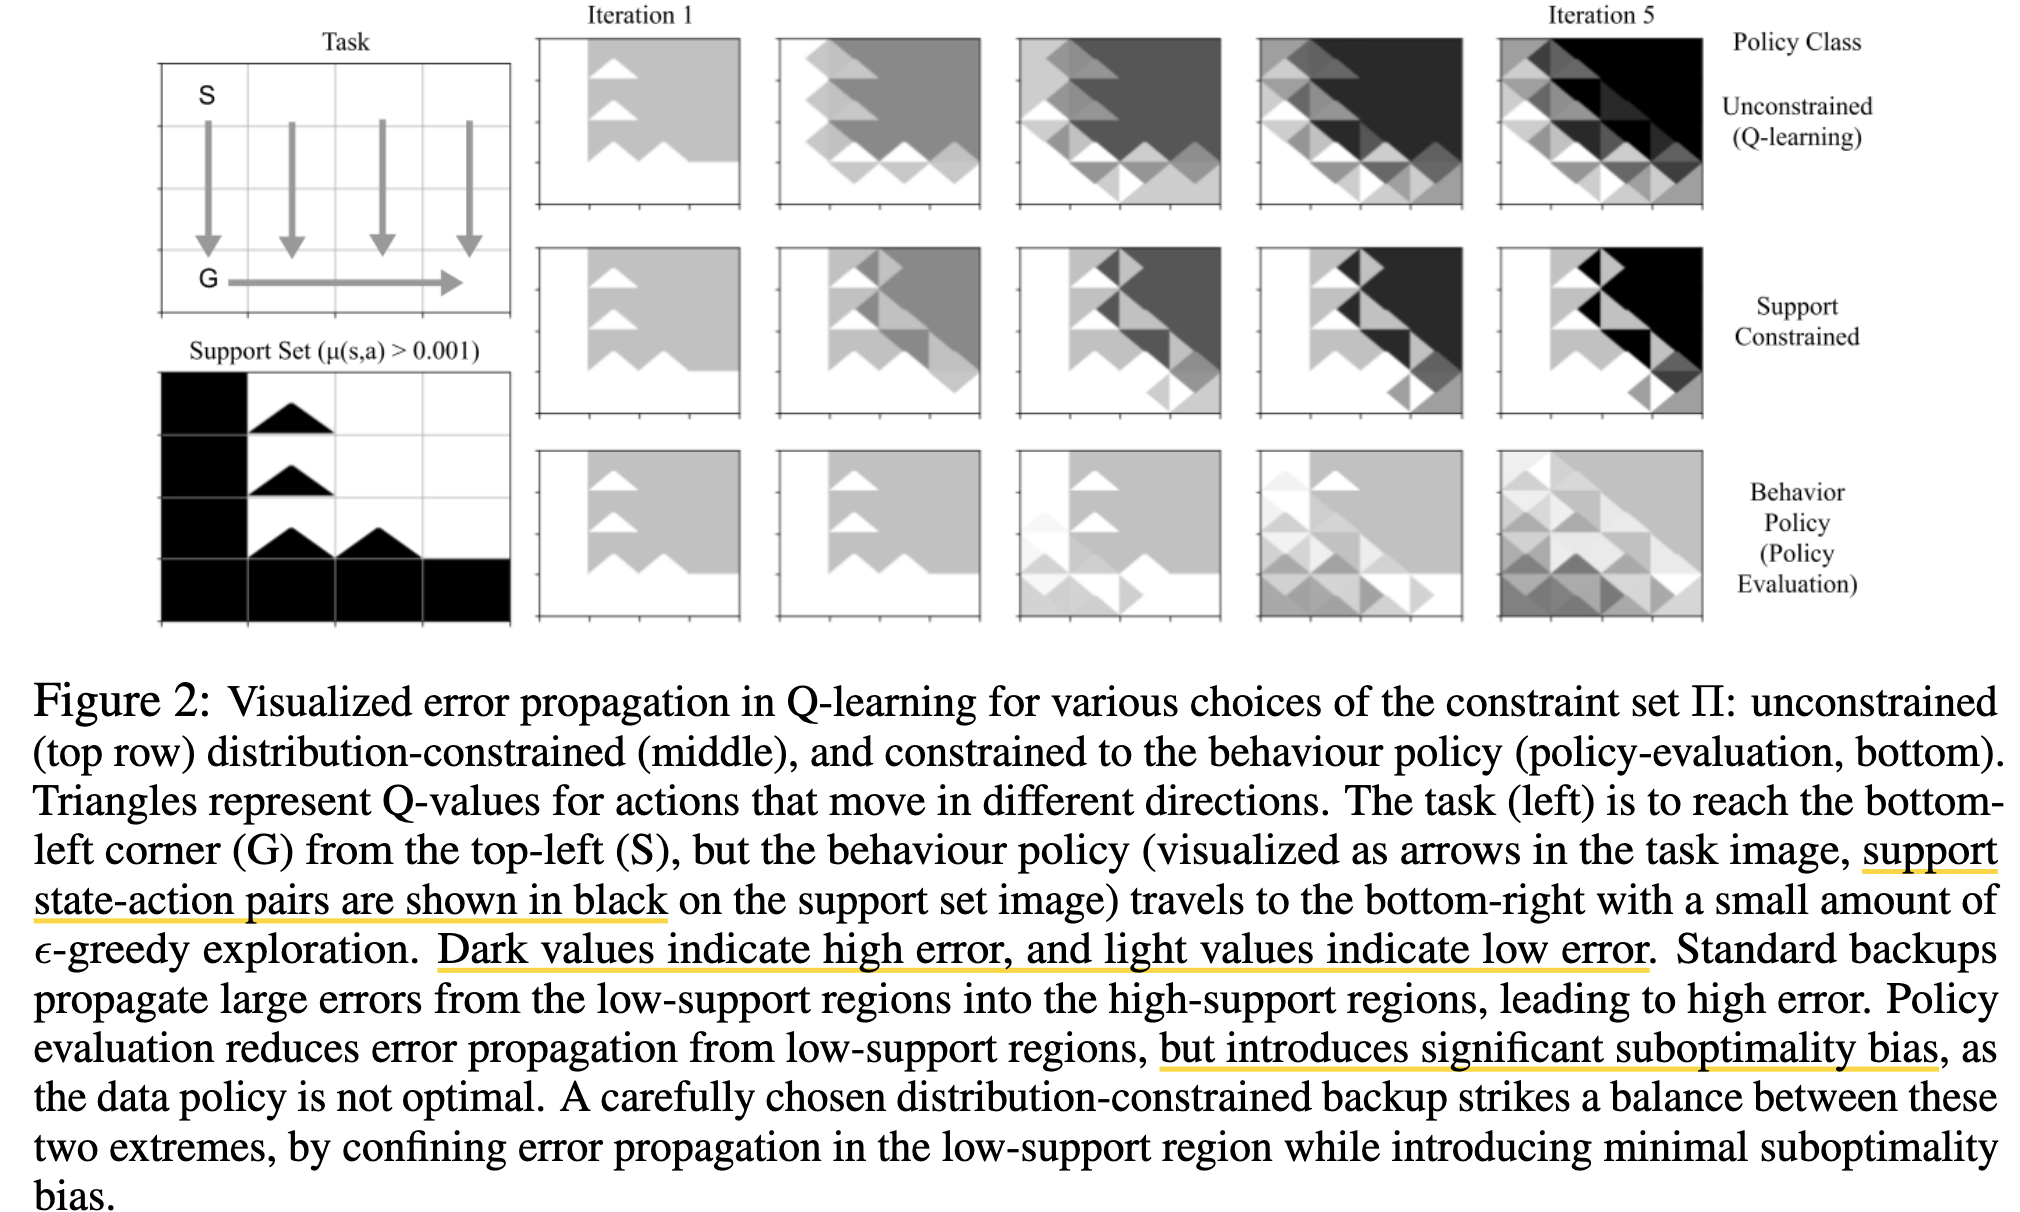 Iteration 1
Iteration 5
Task
Policy Class
S
Unconstrained
(Q-learning)
G
Support
Constrained
Support Set (μ(s,a) > 0.001)
Behavior
Policy
(Policy
Evaluation)
Figure 2: Visualized error propagation in Q-learning for various choices of the constraint set Π: unconstrained
(top row) distribution-constrained (middle), and constrained to the behaviour policy (policy-evaluation, bottom).
Triangles represent Q-values for actions that move in different directions. The task (left) is to reach the bottom-
left corner (G) from the top-left (S), but the behaviour policy (visualized as arrows in the task image, support
state-action pairs are shown in black on the support set image) travels to the bottom-right with a small amount of
ϵ-greedy exploration. Dark values indicate high error, and light values indicate low error. Standard backups
propagate large errors from the low-support regions into the high-support regions, leading to high error. Policy
evaluation reduces error propagation from low-support regions, but introduces significant suboptimality bias, as
the data policy is not optimal. A carefully chosen distribution-constrained backup strikes a balance between these
two extremes, by confining error propagation in the low-support region while introducing minimal suboptimality
bias.